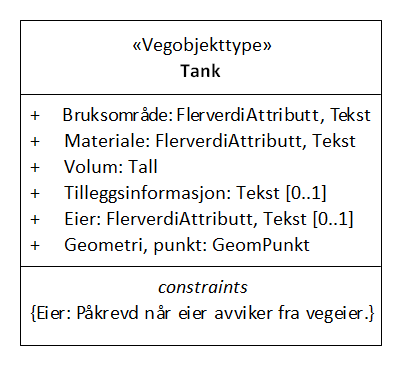 «Vegobjekttype»
Tank
+ Bruksområde: FlerverdiAttributt, Tekst
+ Materiale: FlerverdiAttributt, Tekst
+ Volum: Tall
+ Tilleggsinformasjon: Tekst [0..1]
+ Eier: FlerverdiAttributt, Tekst [0..1]
+ Geometri, punkt: GeomPunkt
constraints
{Eier: Påkrevd når eier avviker fra vegeier.}